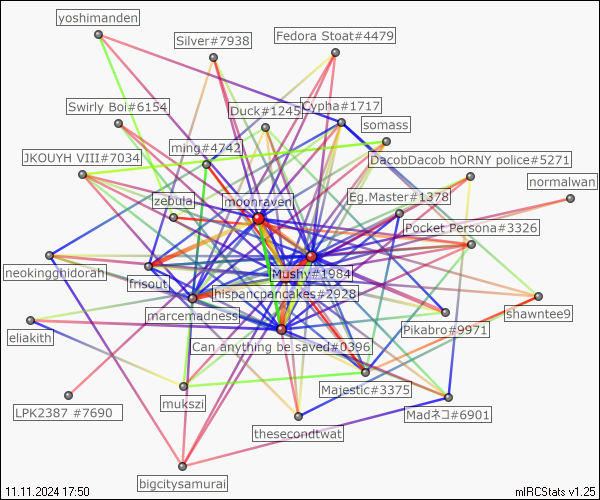 yoshimanden
Silver#7938
Fedora Stoat#4479
Swirly Boi#6154
Duck#1245
Cypha#1717
somass
ming#4742
JKOUYH VIII#7034
DacobDacob hORNY police#5271
normalwan
zebula
moonraven
Eg.Master#1378
Pocket Persona#3326
neokingghidorah
frisout
Mushy#1984
hispancpancakes#2928
marcemadness
shawntee9
Pikabro#9971
eliakith
Can anything be saved#0396
Majestic#3375
mukszi
LPK2387 #7690
Madネコ#6901
thesecondtwat
bigcitysamurai
11.11.2024 17:50
mIRCStats v1.25